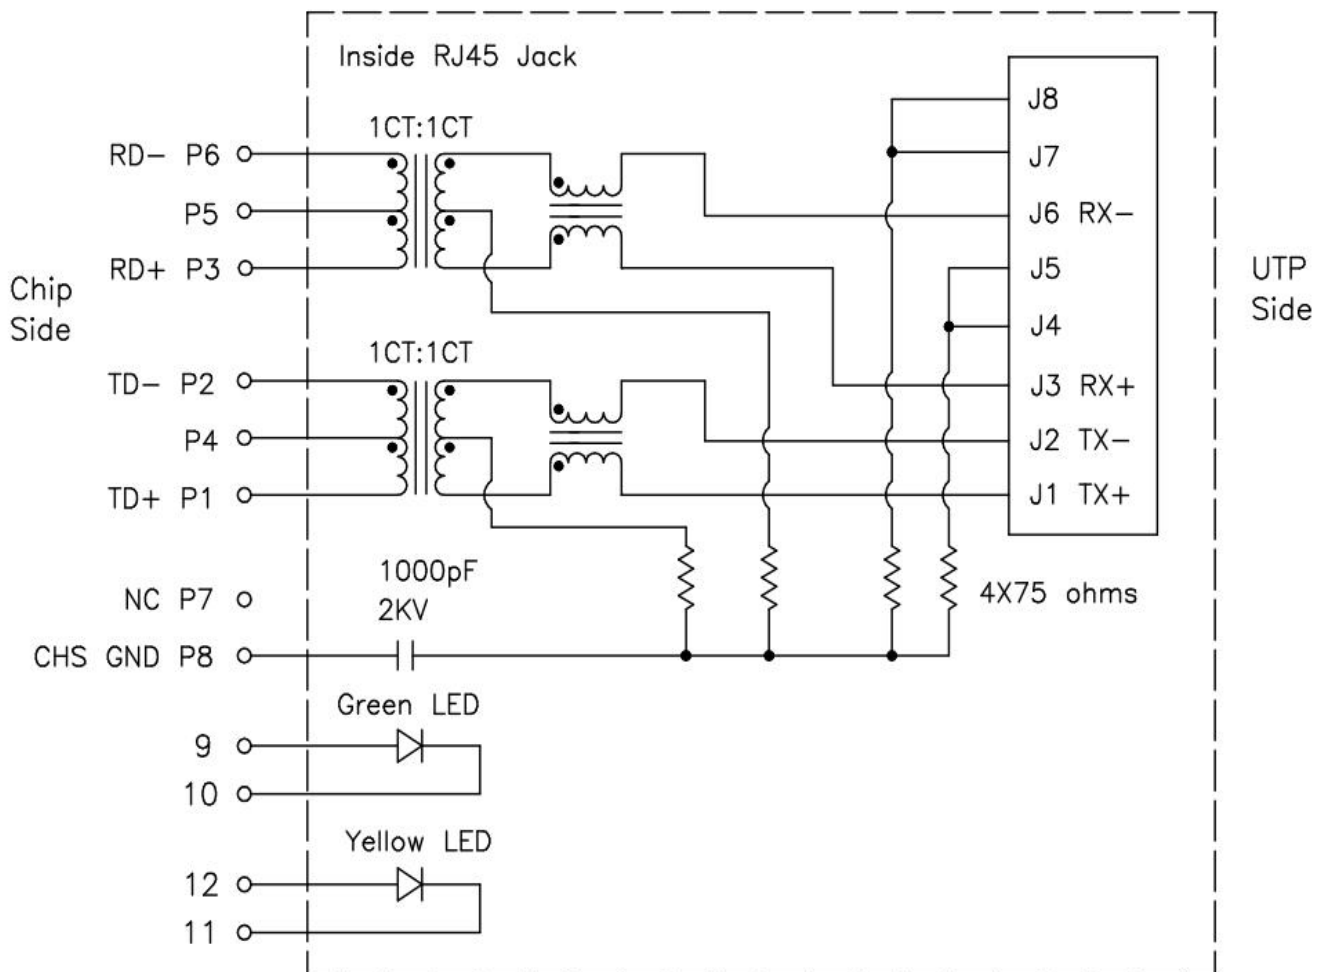 Inside RJ45 Jack
J8
1CT:1CT
RD- P6
J7
P5
J6 RX-
RD+ P3
J5
UTP
Side
Chip
Side
J4
1CT:1CT
TD- P2
J3 RX+
P4
J2 TX-
TD+ P1
J1 TX+
1000pF
2KV
NC P7
4X75 ohms
CHS GND P8
Green LED
9
10
Yellow LED
12
11